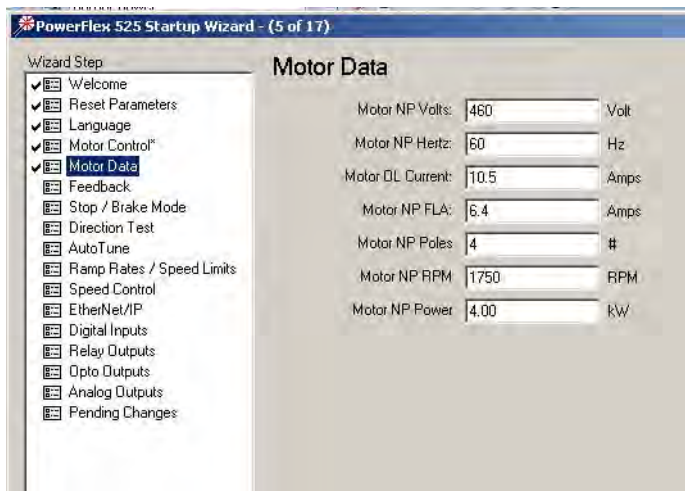 PowerFlex 525 Startup Wizard - (5 of 17)
Wizard Step
Welcome
Reset Parameters
Language
Motor Control*
Motor Data
Feedback
Stop / Brake Mode
Direction Test
AutoTune
Ramp Rates / Speed Limits
Speed Control
EtherNet/IP
Digital Inputs
Relay Outputs
Opto Outputs
Analog Outputs
Pending Changes
Motor Data
Motor NP Volts: 460 Volt
Motor NP Hertz: 60 Hz
Motor OL Current: 10.5 Amps
Motor NP FLA: 6.4 Amps
Motor NP Poles 4 #
Motor NP RPM 1750 RPM
Motor NP Power 4.00 kW